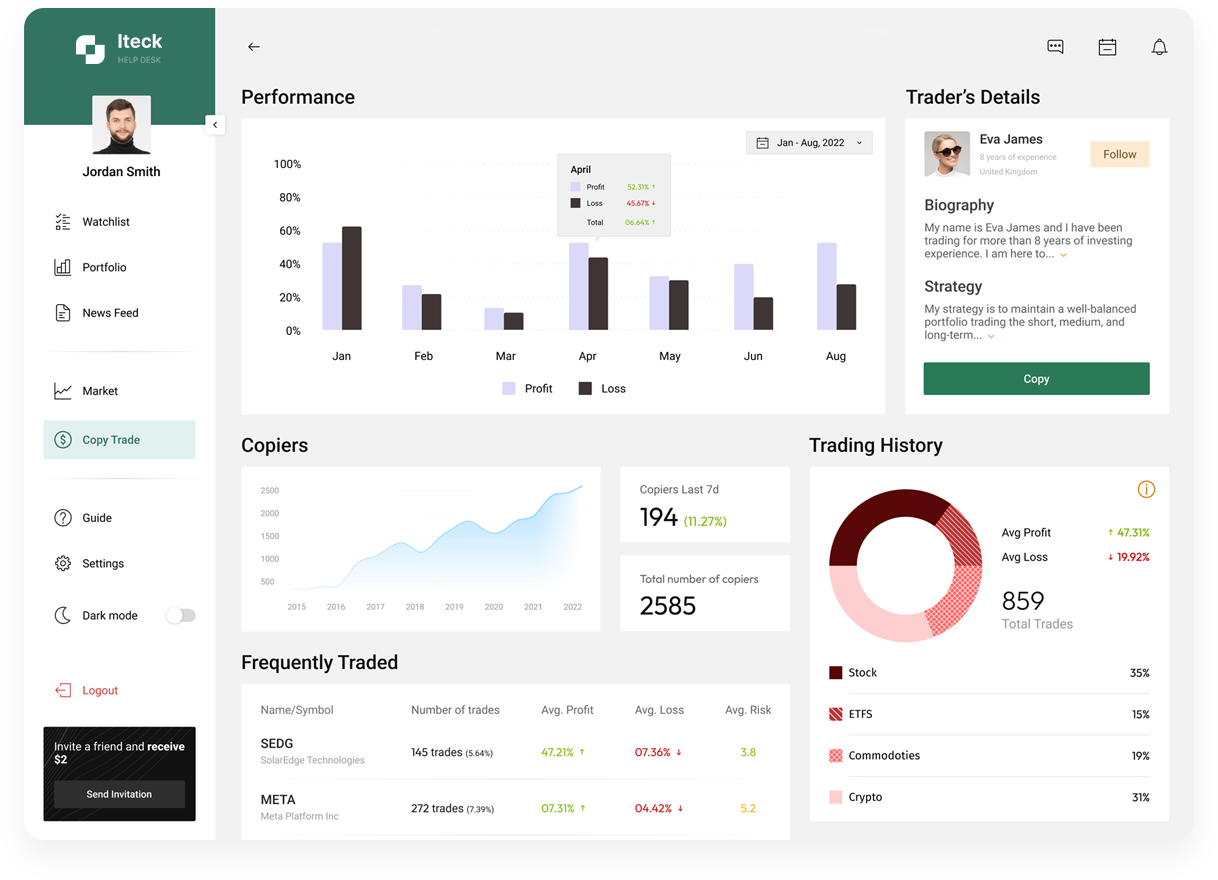 Iteck
HELP DESK
Jordan Smith
Watchlist
Portfolio
News Feed
Market
Copy Trade
Guide
Settings
Dark mode
Logout
Invite a friend and receive
$2
Send Invitation
Performance
Jan - Aug, 2022
100%
80%
60%
40%
20%
0%
April
Profit 52.31% ↑
Loss 45.67% ↓
Total 06.64% ↑
Jan Feb Mar Apr May Jun Aug
Profit Loss
Trader’s Details
Eva James
8 years of experience
United Kingdom
Follow
Biography
My name is Eva James and I have been
trading for more than 8 years of investing
experience. I am here to...
Strategy
My strategy is to maintain a well-balanced
portfolio trading the short, medium, and
long-term...
Copy
Copiers
2500
2000
1500
1000
500
2015 2016 2017 2018 2019 2020 2021 2022
Copiers Last 7d
194 (11.27%)
Total number of copiers
2585
Trading History
Avg Profit ↑ 47.31%
Avg Loss ↓ 19.92%
859
Total Trades
Stock 35%
ETFS 15%
Commodoties 19%
Crypto 31%
Frequently Traded
Name/Symbol Number of trades Avg. Profit Avg. Loss Avg. Risk
SEDG
SolarEdge Technologies
145 trades (5.64%) 47.21% ↑ 07.36% ↓ 3.8
META
Meta Platform Inc
272 trades (7.39%) 07.31% ↑ 04.42% ↓ 5.2